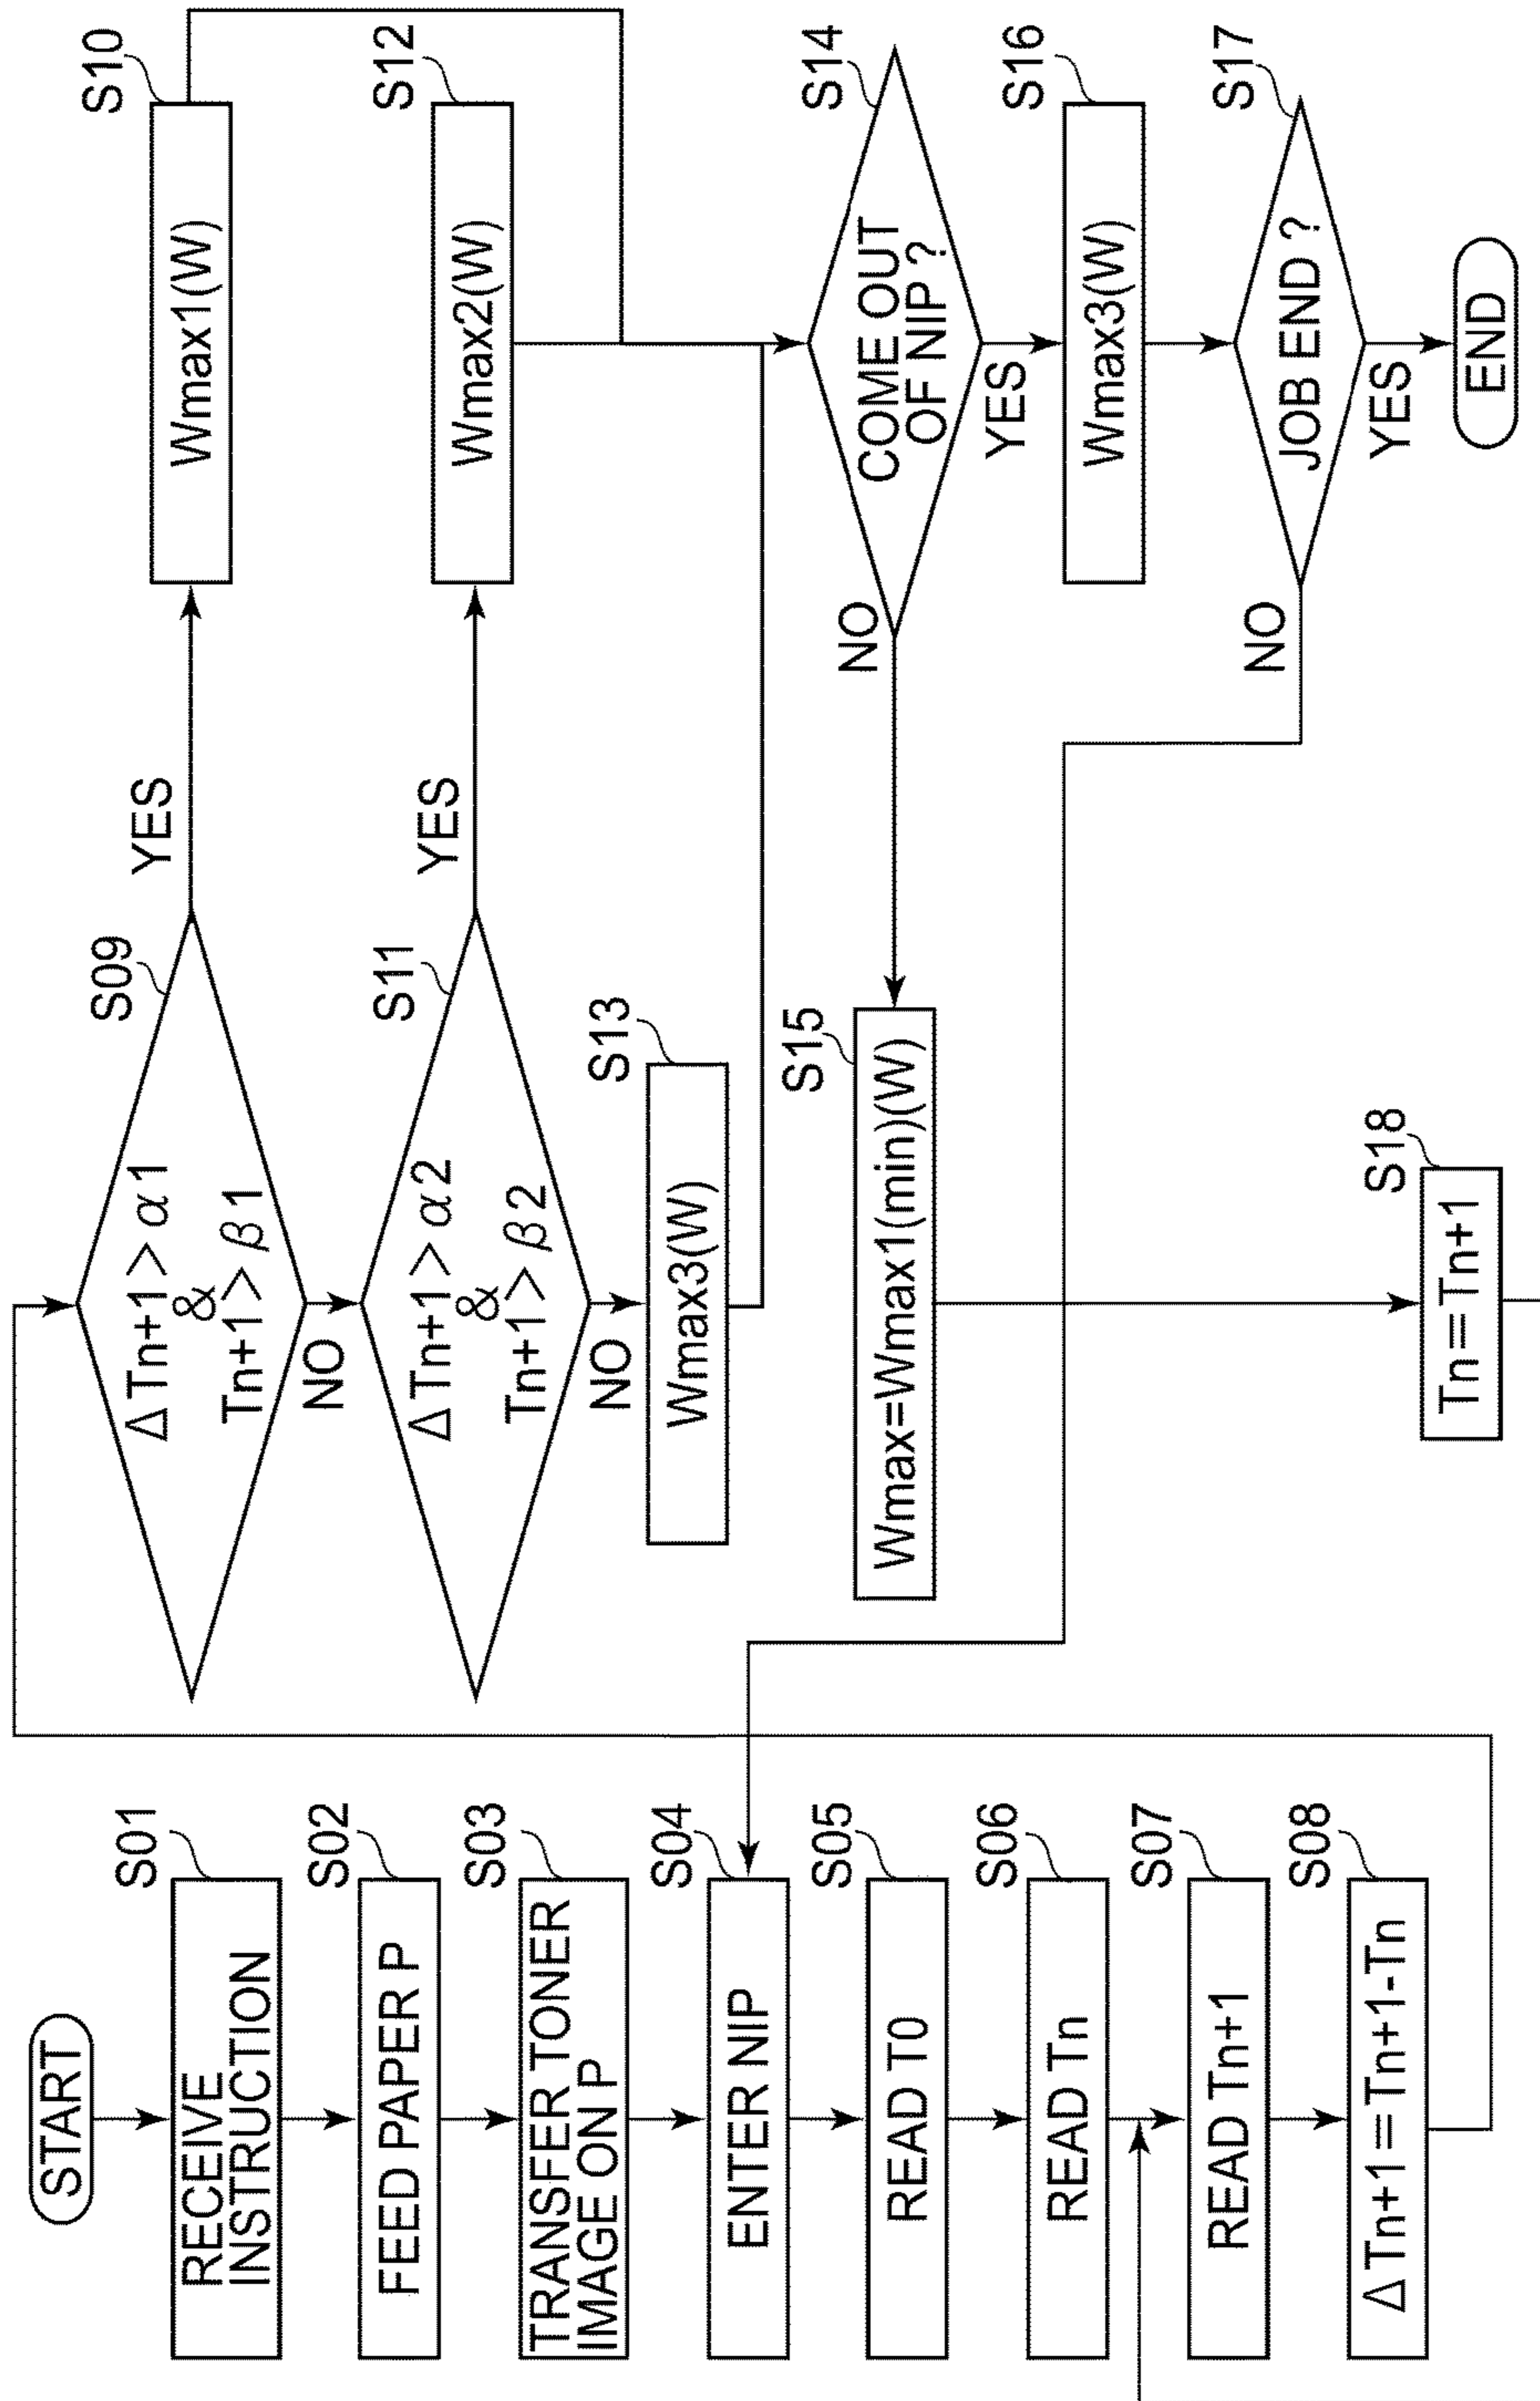 START
S01
RECEIVE
INSTRUCTION
S02
FEED PAPER P
S03
TRANSFER TONER
IMAGE ON P
S04
ENTER NIP
S05
READ T0
S06
READ Tn
S07
READ Tn+1
S08
ΔTn+1=Tn+1-Tn
S09
ΔTn+1>α1
&
Tn+1>β1
YES
NO
S10
Wmax1(W)
S11
ΔTn+1>α2
&
Tn+1>β2
YES
NO
S12
Wmax2(W)
S13
Wmax3(W)
S14
COME OUT
OF NIP ?
NO
YES
S15
Wmax=Wmax1(min)(W)
S16
Wmax3(W)
S17
JOB END ?
NO
YES
END
S18
Tn=Tn+1